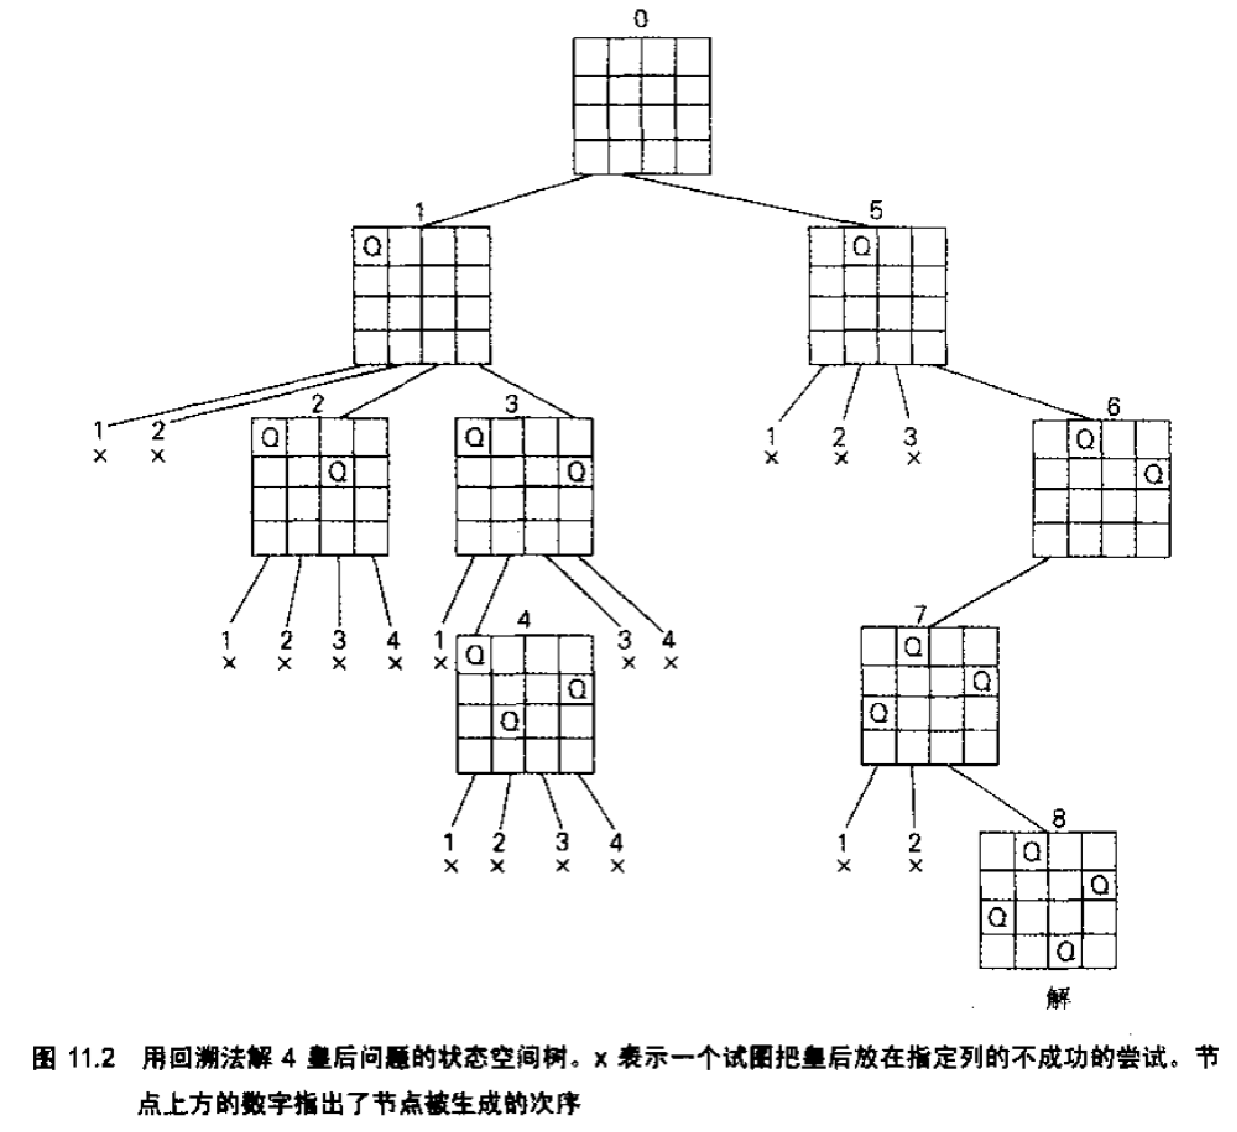 0
1 5
Q Q
1 2 2 3 1 2 3 6
× × Q Q × × × Q
Q Q Q
1 2 3 4 1 4 3 4 7
× × × × × Q × × Q
Q Q
Q Q
1 2 3 4 1 2 8
× × × × × × Q
Q
Q
Q
解
图 11.2 用回溯法解 4 皇后问题的状态空间树。x 表示一个试图把皇后放在指定列的不成功的尝试。节
点上方的数字指出了节点被生成的次序